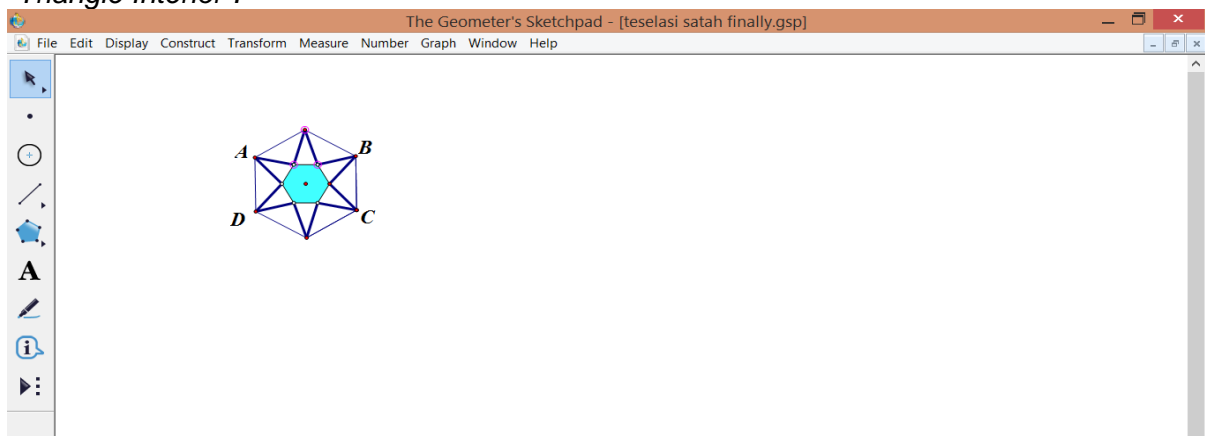 Triangle Interior".
The Geometer's Sketchpad - [teselasi satah finally.gsp]
File Edit Display Construct Transform Measure Number Graph Window Help
A B
D C
A
i